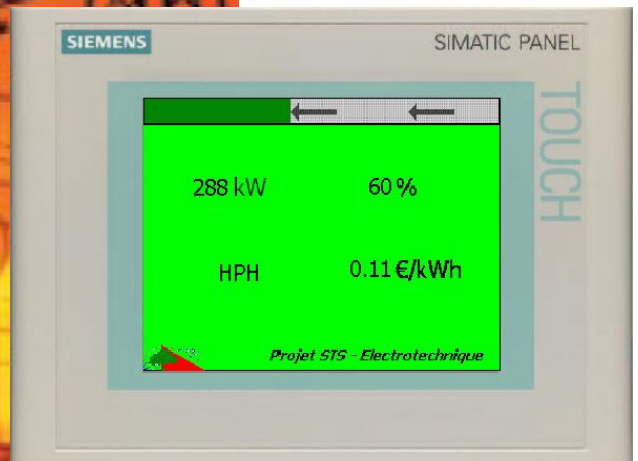 SIEMENS
SIMATIC PANEL
TOUCH
288 kW
60 %
HPH
0.11 €/kWh
Projet STS - Electrotechnique